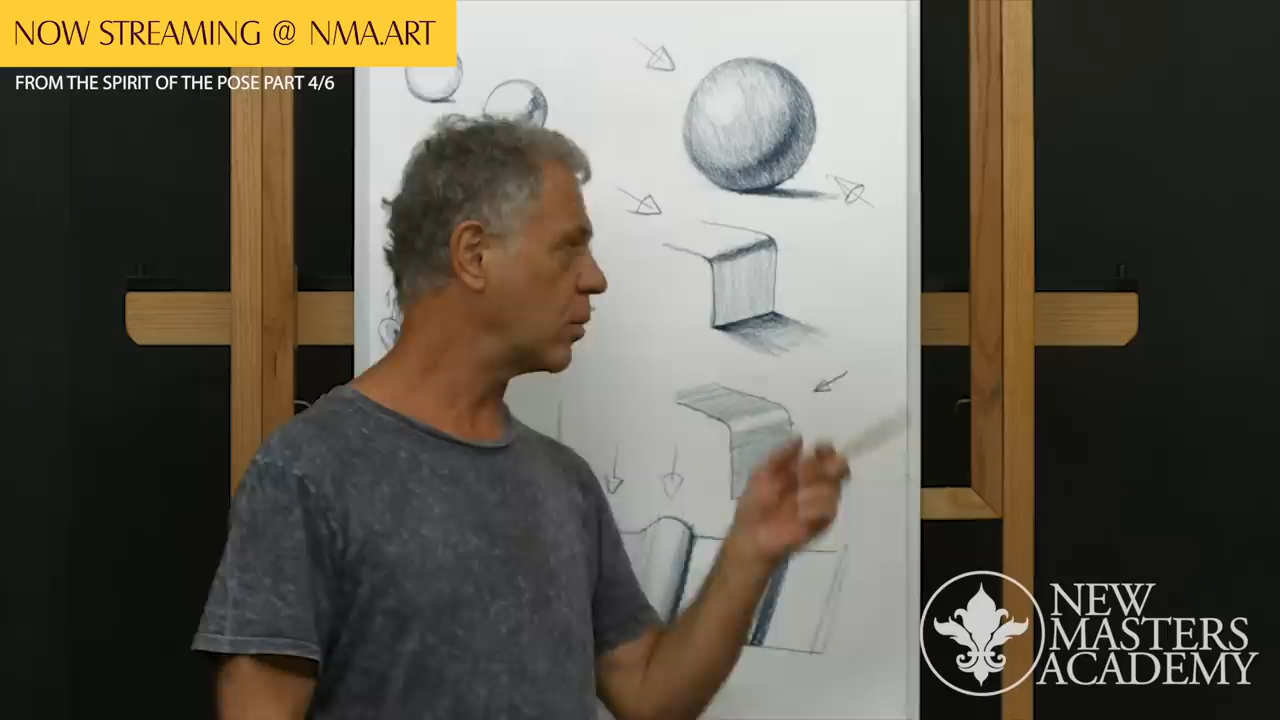 NOW STREAMING @ NMA.ART
FROM THE SPIRIT OF THE POSE PART 4/6
NEW
MASTERS
ACADEMY